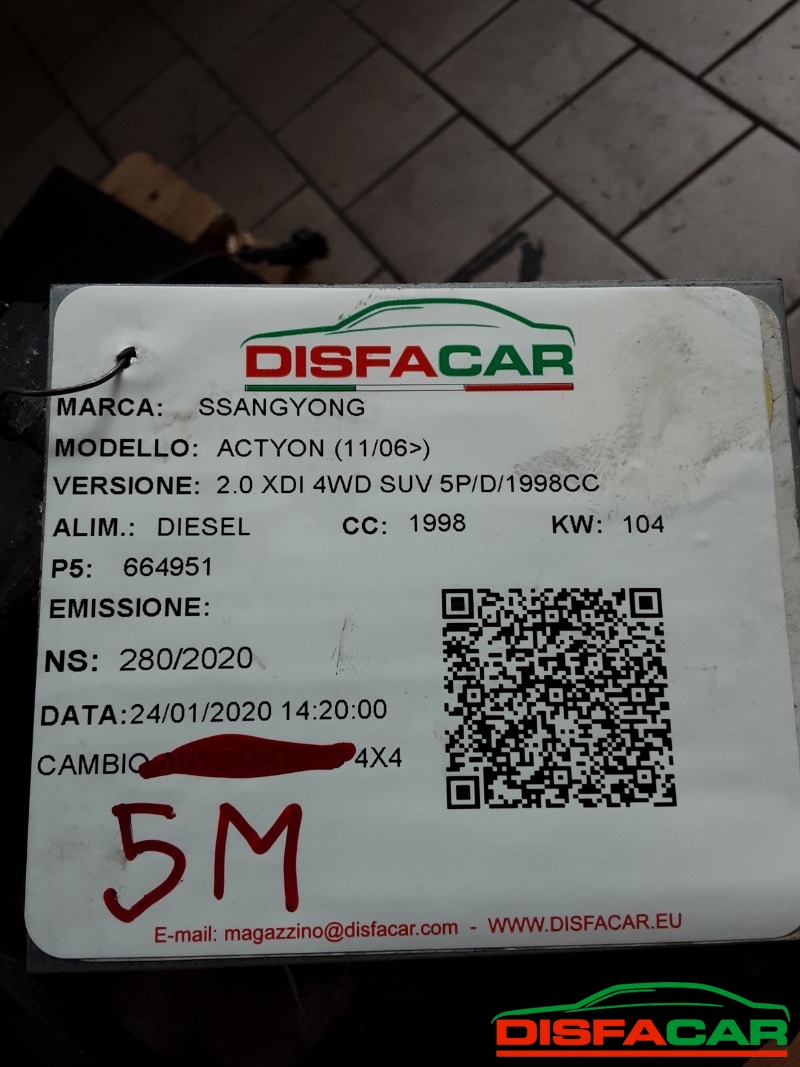 DISFACAR
MARCA: SSANGYONG
MODELLO: ACTYON (11/06>)
VERSIONE: 2.0 XDI 4WD SUV 5P/D/1998CC
ALIM.: DIESEL CC: 1998 KW: 104
P5: 664951
EMISSIONE:
NS: 280/2020
DATA:24/01/2020 14:20:00
CAMBIO AUTOMATICO 4X4
5M
E-mail: magazzino@disfacar.com - WWW.DISFACAR.EU
DISFACAR